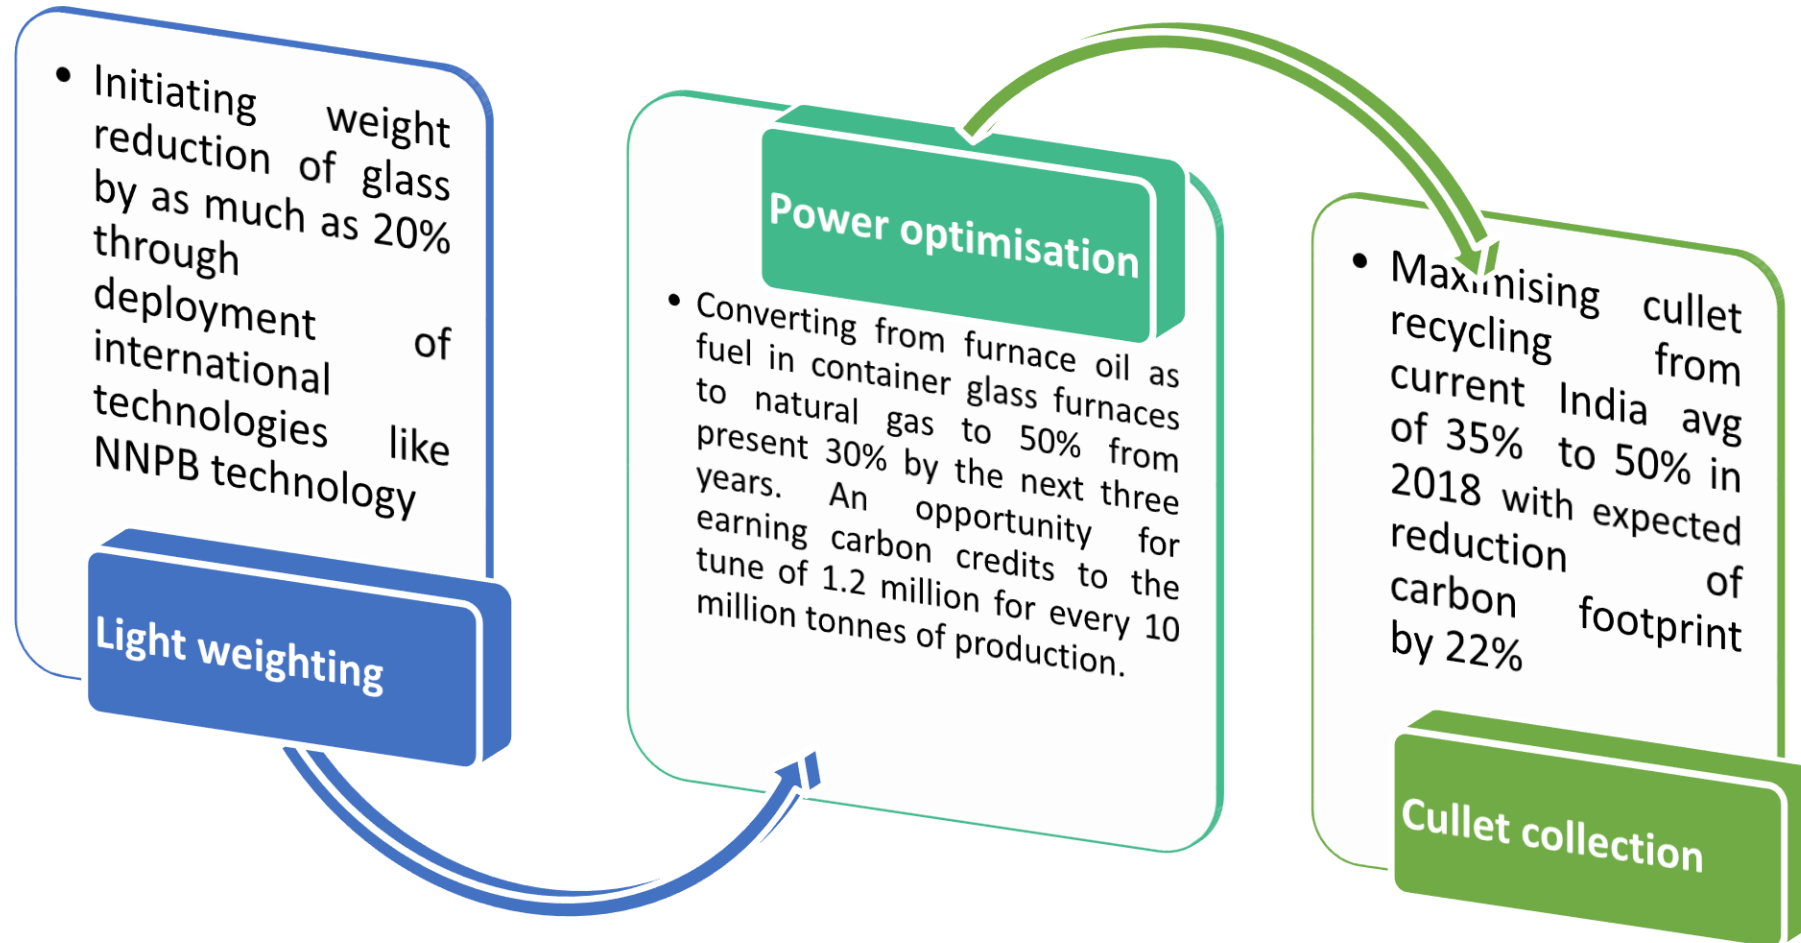 • Initiating weight
reduction of glass
by as much as 20%
through
deployment of
international
technologies like
NNPB technology
Light weighting
Power optimisation
• Converting from furnace oil as
fuel in container glass furnaces
to natural gas to 50% from
present 30% by the next three
years. An opportunity for
earning carbon credits to the
tune of 1.2 million for every 10
million tonnes of production.
• Maximising cullet
recycling from
current India avg
of 35% to 50% in
2018 with expected
reduction of
carbon footprint
by 22%
Cullet collection